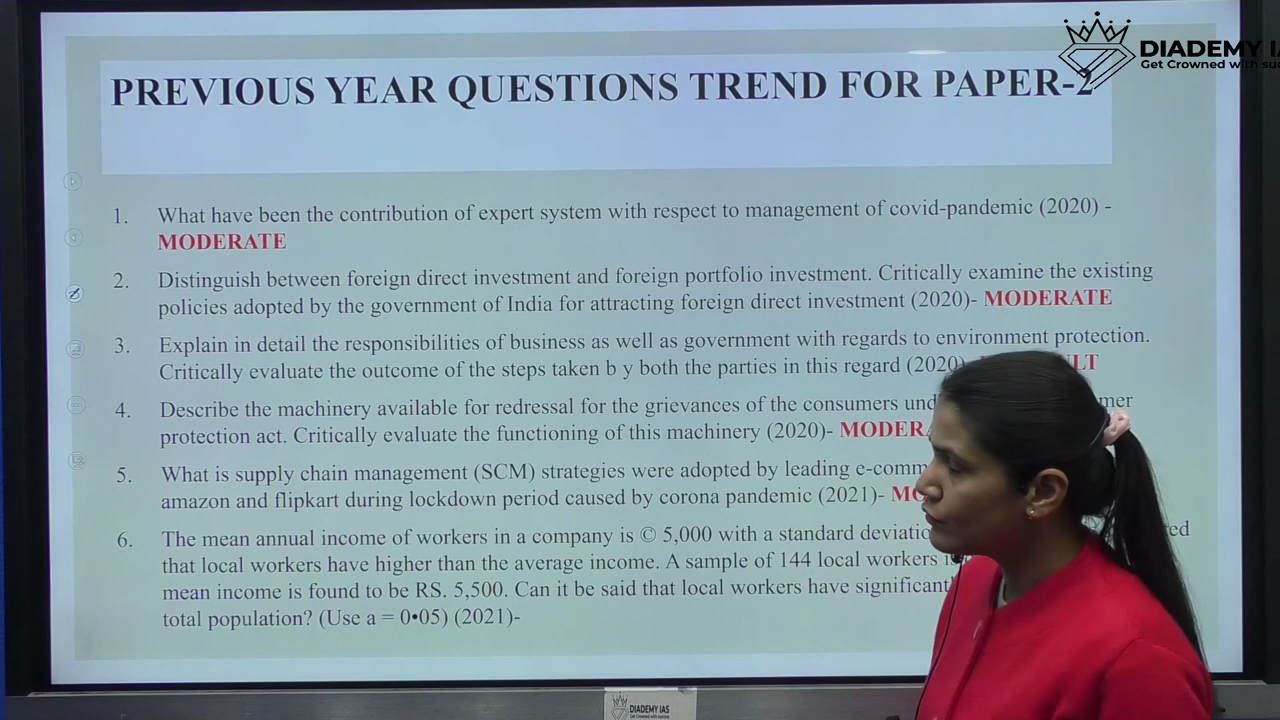 DIADEMY
Get Crowned with
PREVIOUS YEAR QUESTIONS TREND FOR PAPER-2
1. What have been the contribution of expert system with respect to management of covid-pandemic (2020) -
MODERATE
2. Distinguish between foreign direct investment and foreign portfolio investment. Critically examine the existing
policies adopted by the government of India for attracting foreign direct investment (2020)- MODERATE
3. Explain in detail the responsibilities of business as well as government with regards to environment protection.
Critically evaluate the outcome of the steps taken b y both the parties in this regard (2020)
4. Describe the machinery available for redressal for the grievances of the consumers
protection act. Critically evaluate the functioning of this machinery (2020)-
5. What is supply chain management (SCM) strategies were adopted by leading
amazon and flipkart during lockdown period caused by corona pandemic (2021)-
6. The mean annual income of workers in a company is © 5,000 with a standard
that local workers have higher than the average income. A sample of 144 local workers
mean income is found to be RS. 5,500. Can it be said that local workers have
total population? (Use a = 0•05) (2021)-
DIADEMY IAS
Get Crowned with success